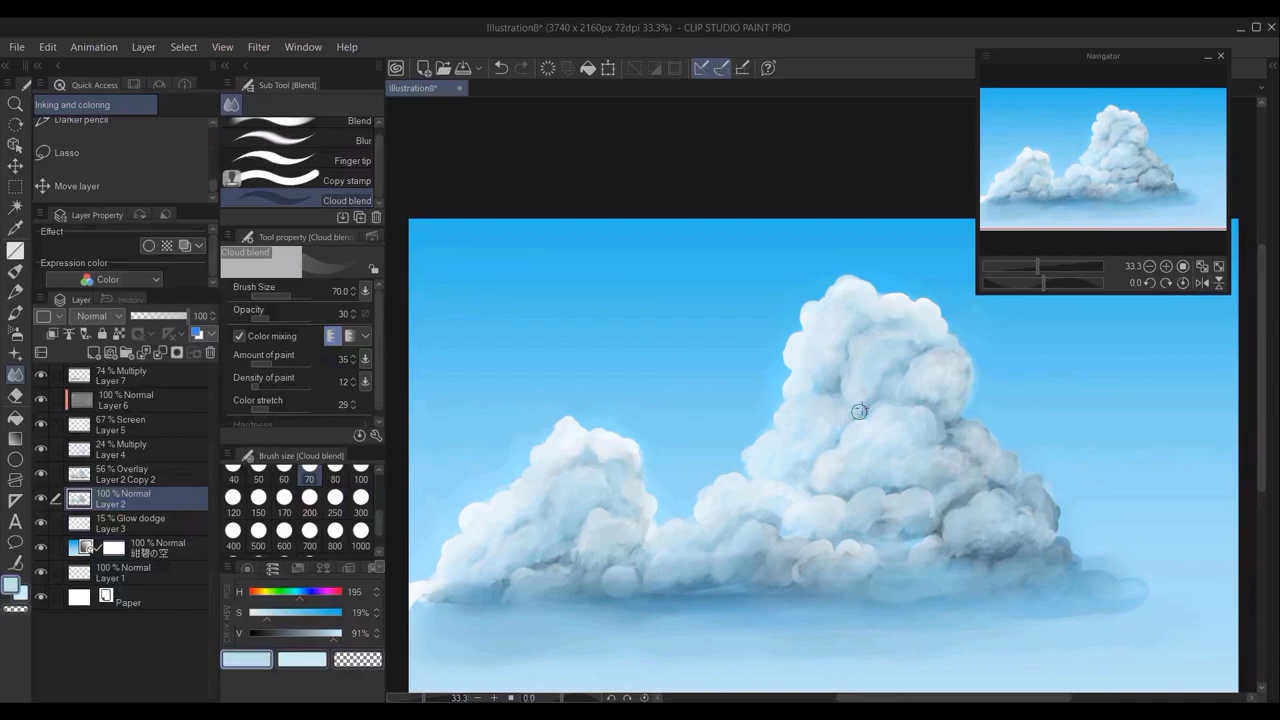 Illustration8* (3740 x 2160px 72dpi 33.3%) - CLIP STUDIO PAINT PRO
File Edit Animation Layer Select View Filter Window Help
Navigator
Quick Access
Sub Tool [Blend]
Illustration8*
Inking and coloring
Darker pencil
Lasso
Move layer
Blend
Blur
Finger tip
Copy stamp
Cloud blend
Layer Property
Effect
Expression color
Color
Tool property [Cloud blend
Cloud blend
Brush Size 70.0
Opacity 30
Color mixing
Amount of paint 35
Density of paint 12
Color stretch 29
Hardness
33.3
0.0
Layer History
Normal 100
74 % Multiply
Layer 7
100 % Normal
Layer 6
67 % Screen
Layer 5
24 % Multiply
Layer 4
56 % Overlay
Layer 2 Copy 2
100 % Normal
Layer 2
15 % Glow dodge
Layer 3
100 % Normal
紺碧の空
100 % Normal
Layer 1
Paper
Brush size [Cloud blend]
40 50 60 70 80 100
120 150 170 200 250 300
400 500 600 700 800 1000
H 195
S 19%
V 91%
33.3 0.0